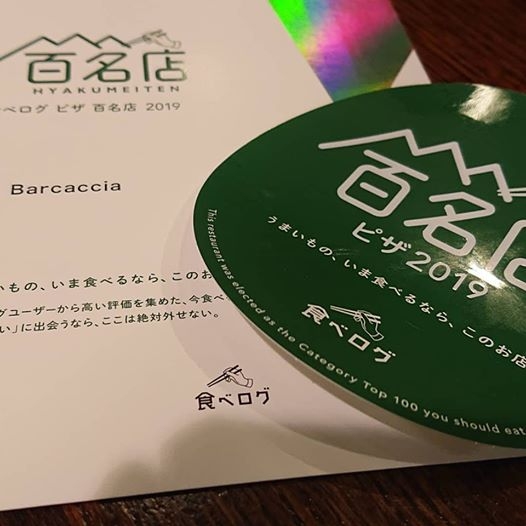 百名店
HYAKUMEITEN
べログ ピザ 百名店 2019
Barcaccia
いもの、いま食べるなら、このお
グユーザーから高い評価を集めた、今食べ
い」に出会うなら、ここは絶対外せない。
食べログ
百名店
ピザ 2019
うまいもの、いま食べるなら、このお店
食べログ
This restaurant was elected as the Category Top 100 you should eat